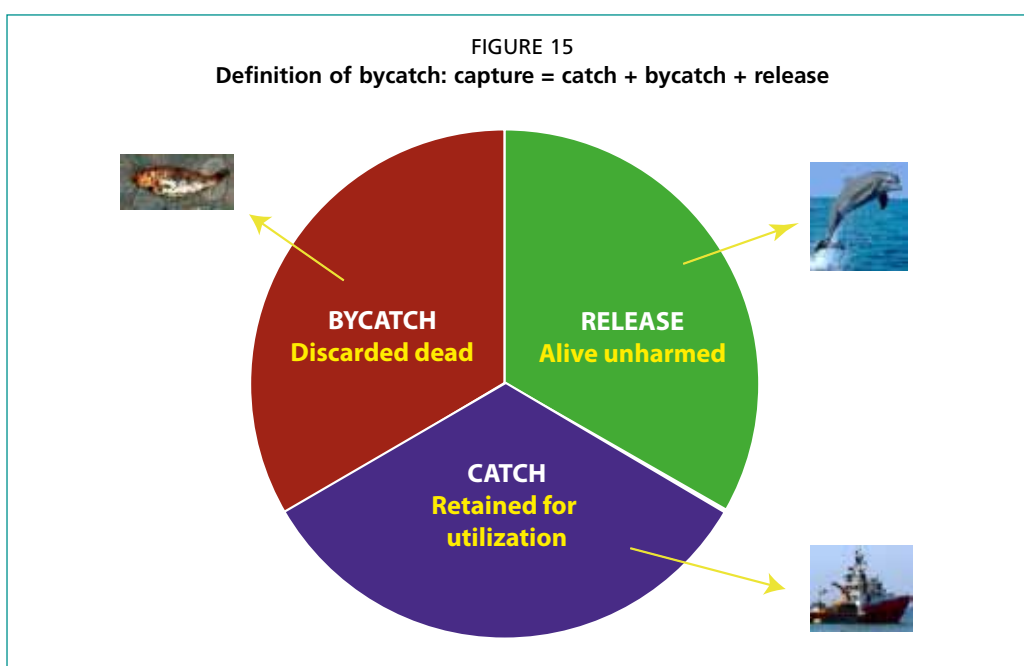 FIGURE 15
Definition of bycatch: capture = catch + bycatch + release
BYCATCH
Discarded dead
RELEASE
Alive unharmed
CATCH
Retained for
utilization